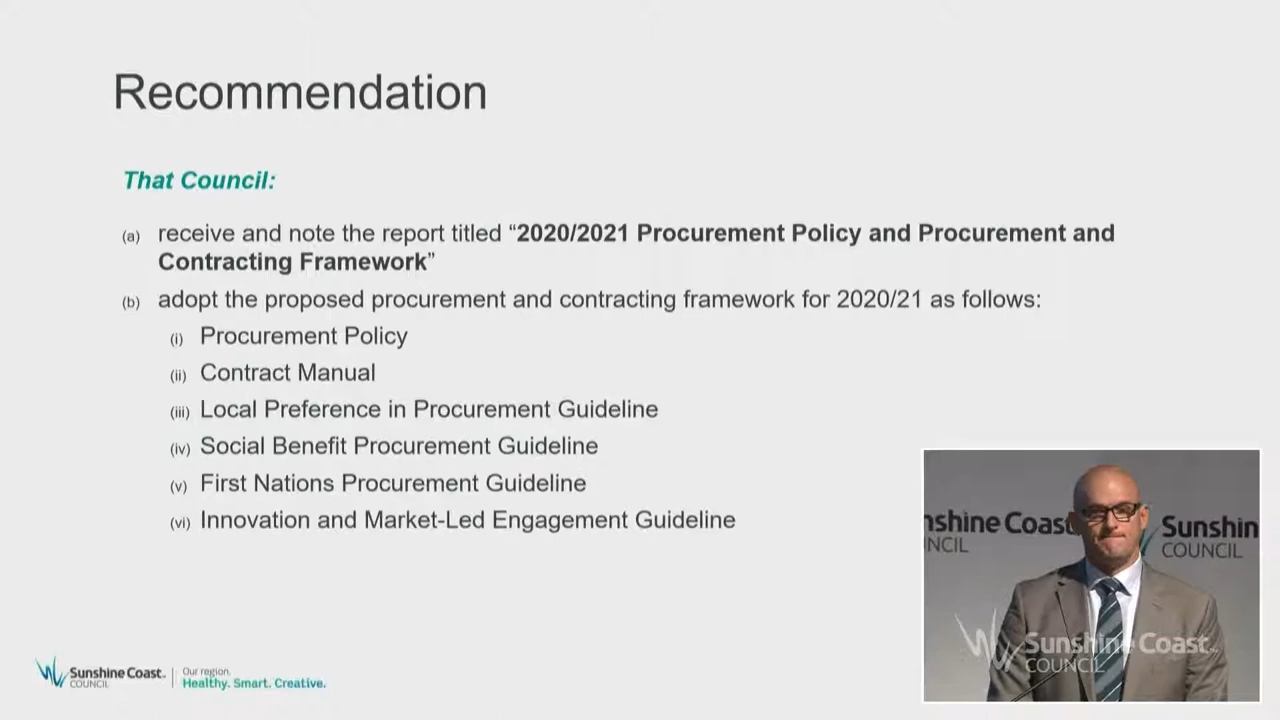 Recommendation
That Council:
(a) receive and note the report titled “2020/2021 Procurement Policy and Procurement and
Contracting Framework”
(b) adopt the proposed procurement and contracting framework for 2020/21 as follows:
(i) Procurement Policy
(ii) Contract Manual
(iii) Local Preference in Procurement Guideline
(iv) Social Benefit Procurement Guideline
(v) First Nations Procurement Guideline
(vi) Innovation and Market-Led Engagement Guideline
nshine Coast
NCIL
Sunshin
COUNCIL
Sunshine Coast
COUNCIL
Sunshine Coast
COUNCIL
Our region.
Healthy. Smart. Creative.